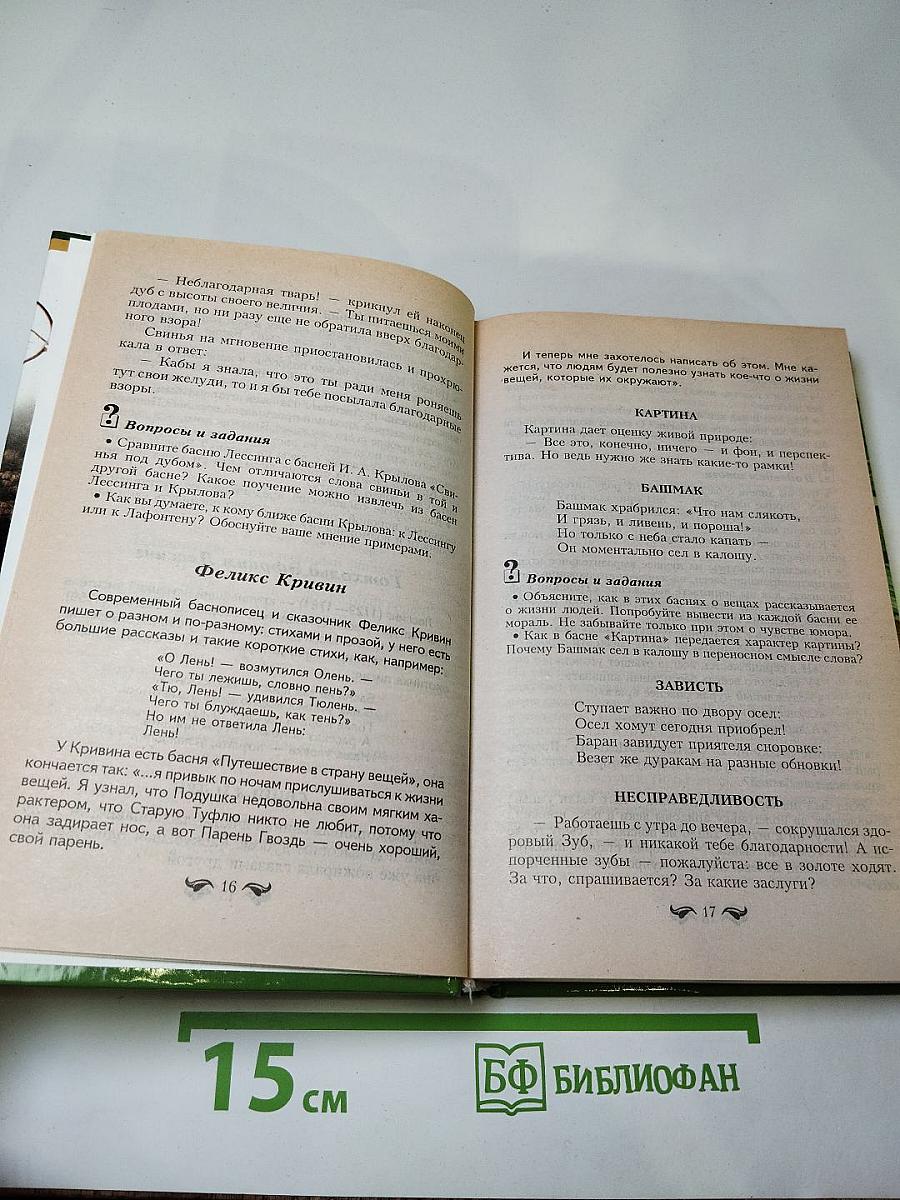 — Неблагодарная тварь! — крикнул ей наконец
дуб с высоты своего величия. — Ты питаешься моими
плодами, но ни разу еще не обратила вверх благодар-
ного взора!
Свинья на мгновение приостановилась и прохрю-
кала в ответ:
— Кабы я знала, что это ты ради меня роняешь
тут свои желуди, то и я бы тебе посылала благодарные
взоры.
? Вопросы и задания
• Сравните басню Лессинга с басней И. А. Крылова «Сви-
нья под дубом». Чем отличаются слова свиньи в той и
другой басне? Какое поучение можно извлечь из басен
Лессинга и Крылова?
• Как вы думаете, к кому ближе басни Крылова: к Лессингу
или к Лафонтену? Обоснуйте ваше мнение примерами.
Феликс Кривин
Современный баснописец и сказочник Феликс Кривин
пишет о разном и по-разному: стихами и прозой, у него есть
большие рассказы и такие короткие стихи, как, например:
«О Лень! — возмутился Олень. —
Чего ты лежишь, словно пень?»
«Тю, Лень! — удивился Тюлень. —
Чего ты блуждаешь, как тень?»
Но им не ответила Лень:
Лень!
У Кривина есть басня «Путешествие в страну вещей», она
кончается так: «...я привык по ночам прислушиваться к жизни
вещей. Я узнал, что Подушка недовольна своим мягким ха-
рактером, что Старую Туфлю никто не любит, потому что
она задирает нос, а вот Парень Гвоздь — очень хороший,
свой парень.
16
И теперь мне захотелось написать об этом. Мне ка-
жется, что людям будет полезно узнать кое-что о жизни
вещей, которые их окружают».
КАРТИНА
Картина дает оценку живой природе:
— Все это, конечно, ничего — и фон, и перспек-
тива. Но ведь нужно же знать какие-то рамки!
БАШМАК
Башмак храбрился: «Что нам слякоть,
И грязь, и ливень, и пороша!»
Но только с неба стало капать —
Он моментально сел в калошу.
? Вопросы и задания
• Объясните, как в этих баснях о вещах рассказывается
о жизни людей. Попробуйте вывести из каждой басни ее
мораль. Не забывайте только при этом о чувстве юмора.
• Как в басне «Картина» передается характер картины?
Почему Башмак сел в калошу в переносном смысле слова?
ЗАВИСТЬ
Ступает важно по двору осел:
Осел хомут сегодня приобрел!
Баран завидует приятеля сноровке:
Везет же дуракам на разные обновки!
НЕСПРАВЕДЛИВОСТЬ
— Работаешь с утра до вечера, — сокрушался здо-
ровый Зуб, — и никакой тебе благодарности! А ис-
порченные зубы — пожалуйста: все в золоте ходят.
За что, спрашивается? За какие заслуги?
17
15 см
БФ БИБЛИОФАН